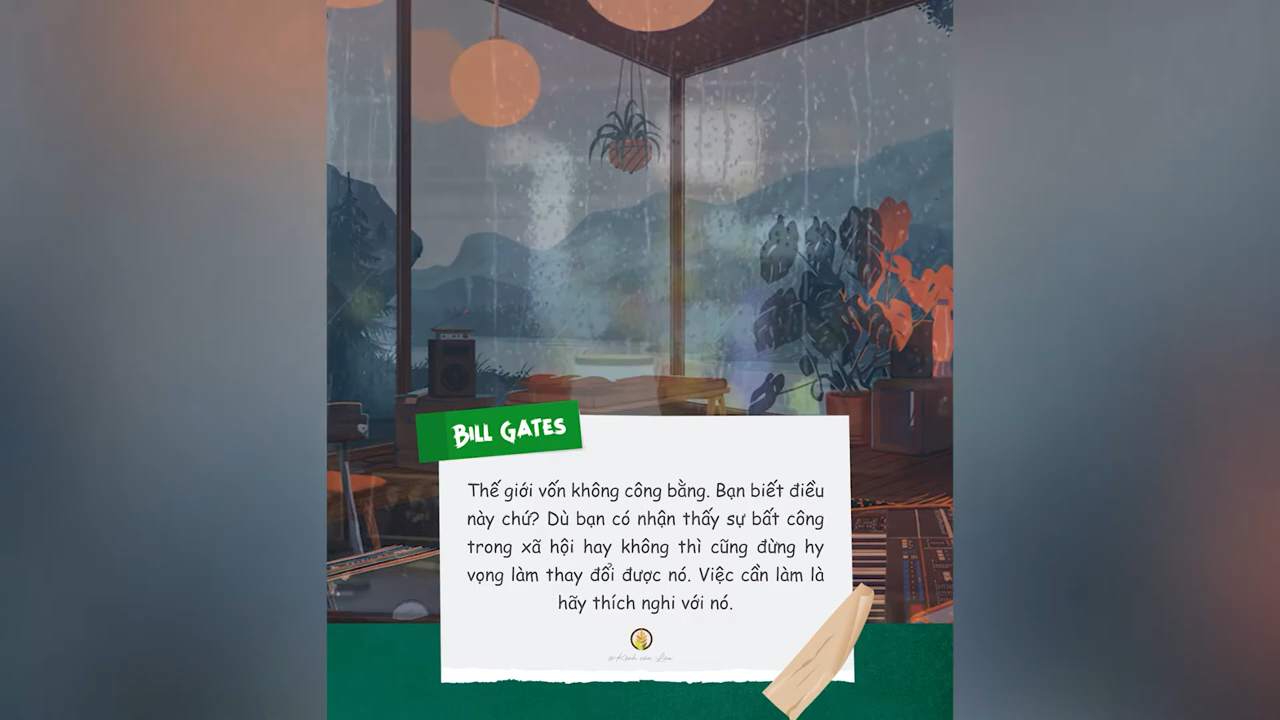 BILL GATES
Thế giới vốn không công bằng. Bạn biết điều
này chứ? Dù bạn có nhận thấy sự bất công
trong xã hội hay không thì cũng đừng hy
vọng làm thay đổi được nó. Việc cần làm là
hãy thích nghi với nó.